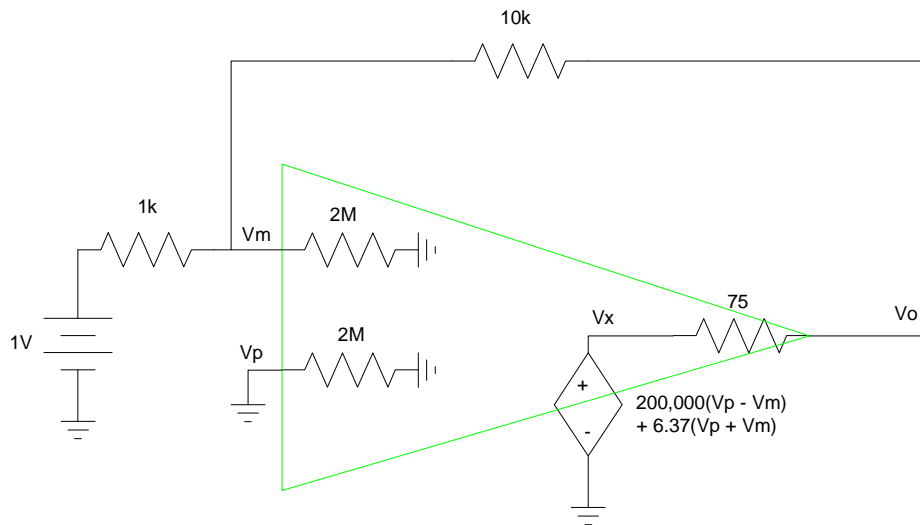 10k
1k
Vm
2M
1V
Vp
2M
Vx
75
Vo
+
-
200,000(Vp - Vm)
+ 6.37(Vp + Vm)